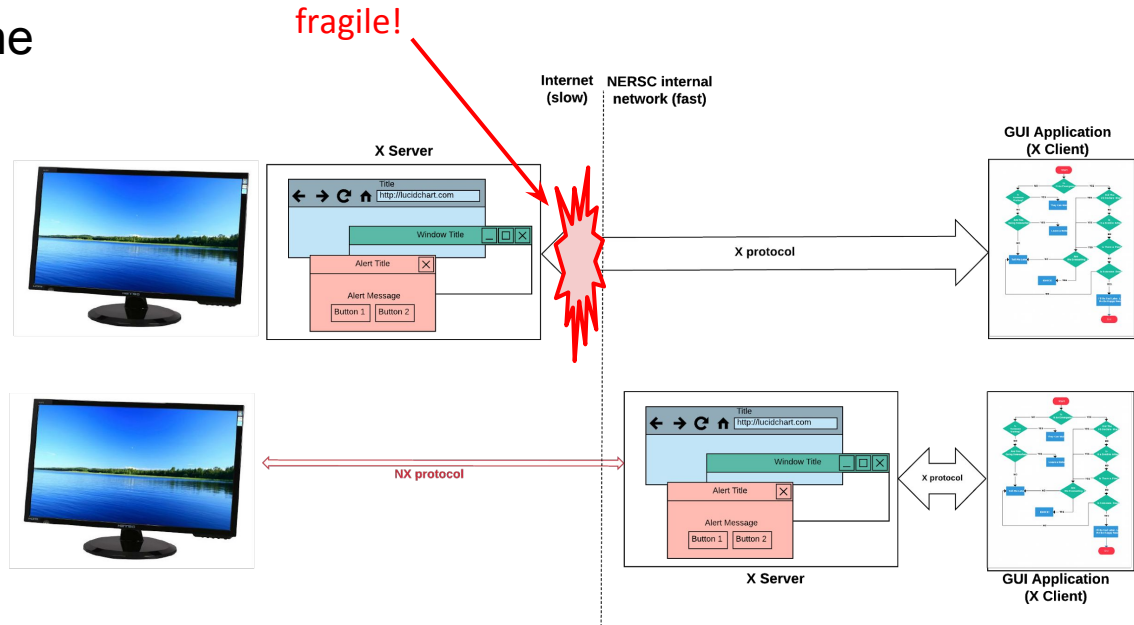 ne
fragile!
Internet
(slow)
NERSC internal
network (fast)
X Server
GUI Application
(X Client)
Title
http://lucidchart.com
Window Title
Alert Title
Alert Message
Button 1
Button 2
X protocol
Title
http://lucidchart.com
Window Title
Alert Title
Alert Message
Button 1
Button 2
NX protocol
X protocol
X Server
GUI Application
(X Client)